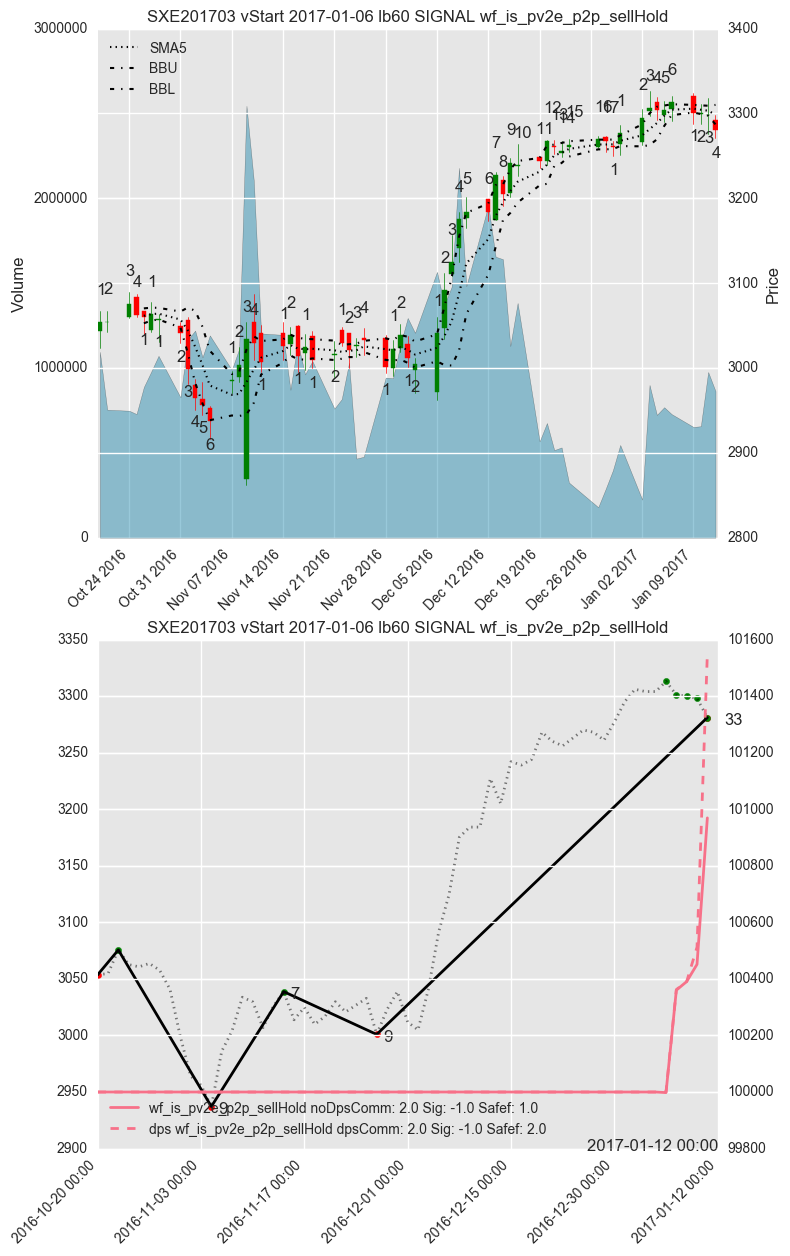 SXE201703 vStart 2017-01-06 lb60 SIGNAL wf_is_pv2e_p2p_sellHold
3000000
2000000
1000000
0
Volume
3400
3300
3200
3100
3000
2900
2800
Price
SMA5
BBU
BBL
Oct 24 2016
Oct 31 2016
Nov 07 2016
Nov 14 2016
Nov 21 2016
Nov 28 2016
Dec 05 2016
Dec 12 2016
Dec 19 2016
Dec 26 2016
Jan 02 2017
Jan 09 2017
SXE201703 vStart 2017-01-06 lb60 SIGNAL wf_is_pv2e_p2p_sellHold
3350
3300
3250
3200
3150
3100
3050
3000
2950
2900
101600
101400
101200
101000
100800
100600
100400
100200
100000
99800
33
7
9
9
wf_is_pv2e_p2p_sellHold noDpsComm: 2.0 Sig: -1.0 Safef: 1.0
dps wf_is_pv2e_p2p_sellHold dpsComm: 2.0 Sig: -1.0 Safef: 2.0
2017-01-12 00:00
2016-10-20 00:00
2016-11-03 00:00
2016-11-17 00:00
2016-12-01 00:00
2016-12-15 00:00
2016-12-30 00:00
2017-01-12 00:00